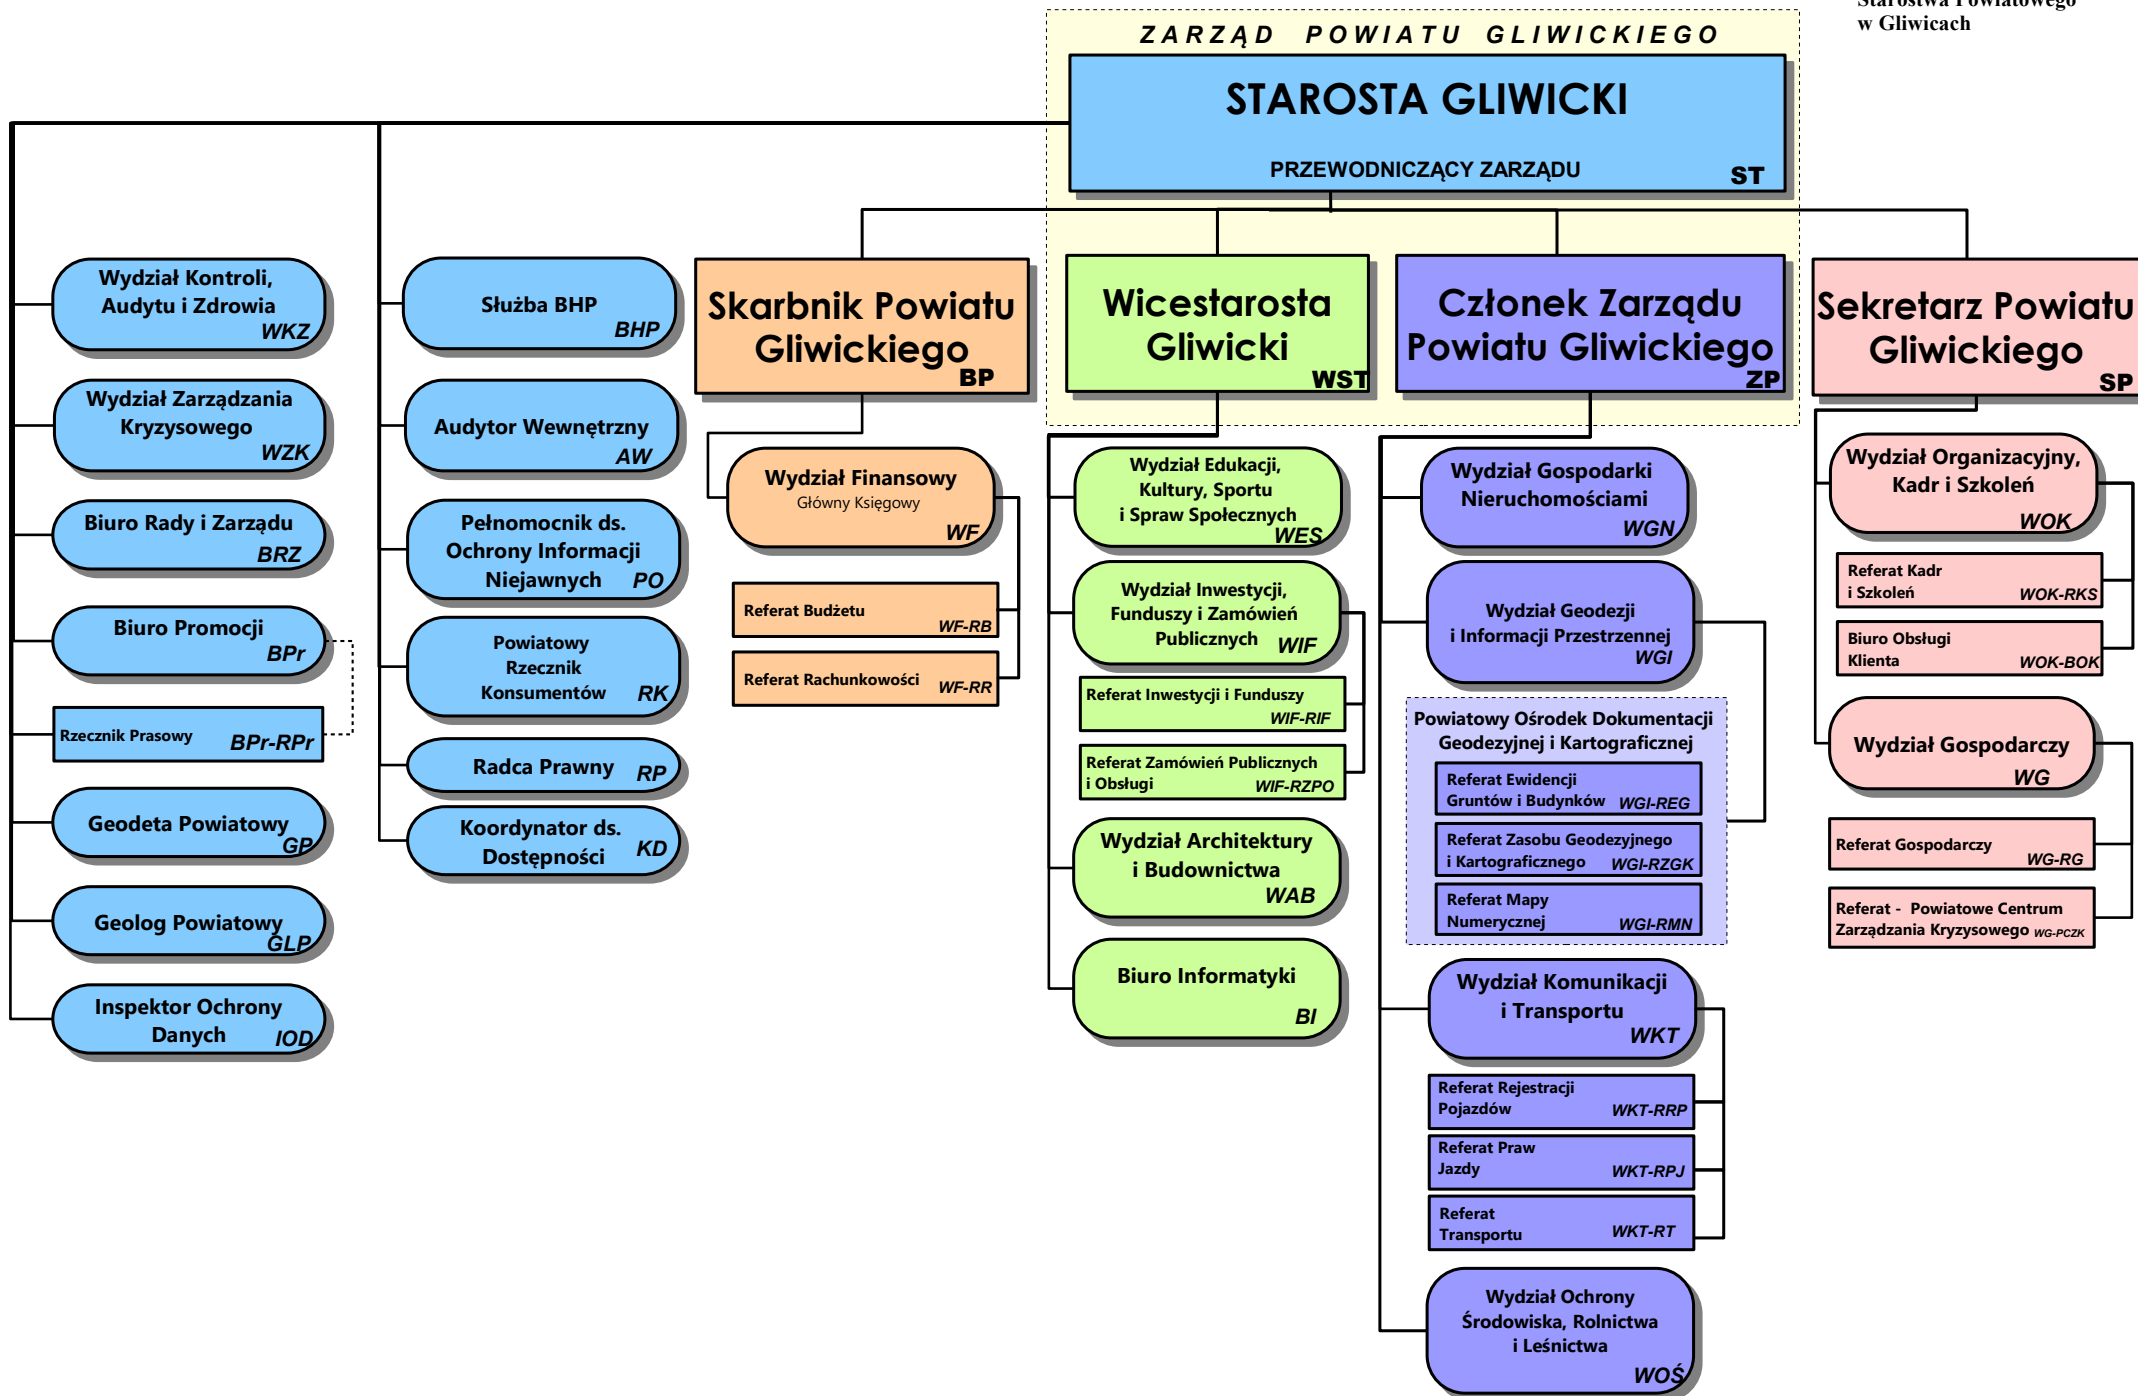 Starostwa Powiatowego
w Gliwicach
ZARZĄD POWIATU GLIWICKIEGO
STAROSTA GLIWICKI
PRZEWODNICZĄCY ZARZĄDU
ST
Wydział Kontroli,
Audytu i Zdrowia
WKZ
Wydział Zarządzania
Kryzysowego
WZK
Biuro Rady i Zarządu
BRZ
Biuro Promocji
BPr
Rzecznik Prasowy BPr-RPr
Geodeta Powiatowy
GP
Geolog Powiatowy
GLP
Inspektor Ochrony
Danych IOD
Służba BHP
BHP
Audytor Wewnętrzny
AW
Pełnomocnik ds.
Ochrony Informacji
Niejawnych PO
Powiatowy
Rzecznik
Konsumentów RK
Radca Prawny RP
Koordynator ds.
Dostępności KD
Skarbnik Powiatu
Gliwickiego
BP
Wydział Finansowy
Główny Księgowy
WF
Referat Budżetu
WF-RB
Referat Rachunkowości WF-RR
Wicestarosta
Gliwicki
WST
Wydział Edukacji,
Kultury, Sportu
i Spraw Społecznych
WES
Wydział Inwestycji,
Funduszy i Zamówień
Publicznych WIF
Referat Inwestycji i Funduszy
WIF-RIF
Referat Zamówień Publicznych
i Obsługi WIF-RZPO
Wydział Architektury
i Budownictwa
WAB
Biuro Informatyki
BI
Członek Zarządu
Powiatu Gliwickiego
ZP
Wydział Gospodarki
Nieruchomościami
WGN
Wydział Geodezji
i Informacji Przestrzennej
WGI
Powiatowy Ośrodek Dokumentacji
Geodezyjnej i Kartograficznej
Referat Ewidencji
Gruntów i Budynków WGI-REG
Referat Zasobu Geodezyjnego
i Kartograficznego WGI-RZGK
Referat Mapy
Numerycznej WGI-RMN
Wydział Komunikacji
i Transportu
WKT
Referat Rejestracji
Pojazdów WKT-RRP
Referat Praw
Jazdy WKT-RPJ
Referat
Transportu WKT-RT
Wydział Ochrony
Środowiska, Rolnictwa
i Leśnictwa
WOŚ
Sekretarz Powiatu
Gliwickiego
SP
Wydział Organizacyjny,
Kadr i Szkoleń
WOK
Referat Kadr
i Szkoleń WOK-RKS
Biuro Obsługi
Klienta WOK-BOK
Wydział Gospodarczy
WG
Referat Gospodarczy WG-RG
Referat - Powiatowe Centrum
Zarządzania Kryzysowego WG-PCZK